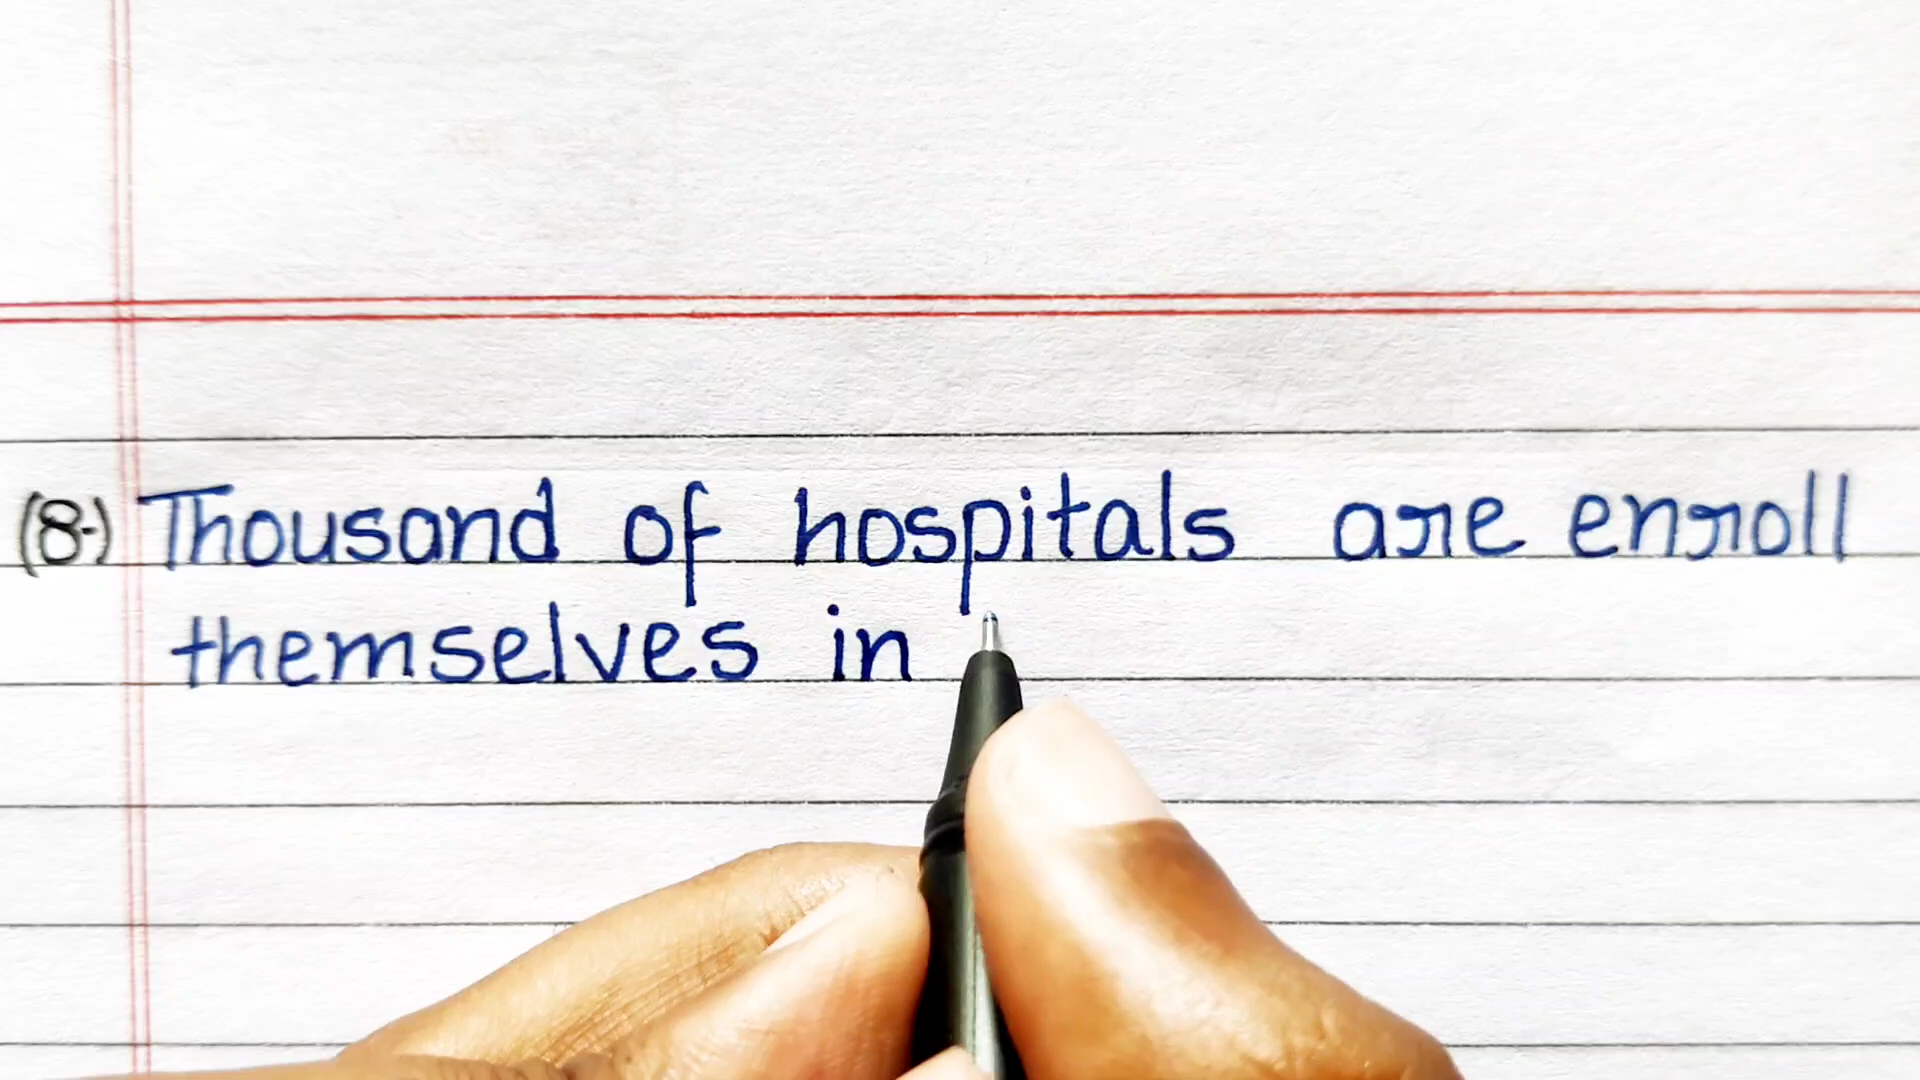 (8.) Thousand of hospitals are enroll
themselves in